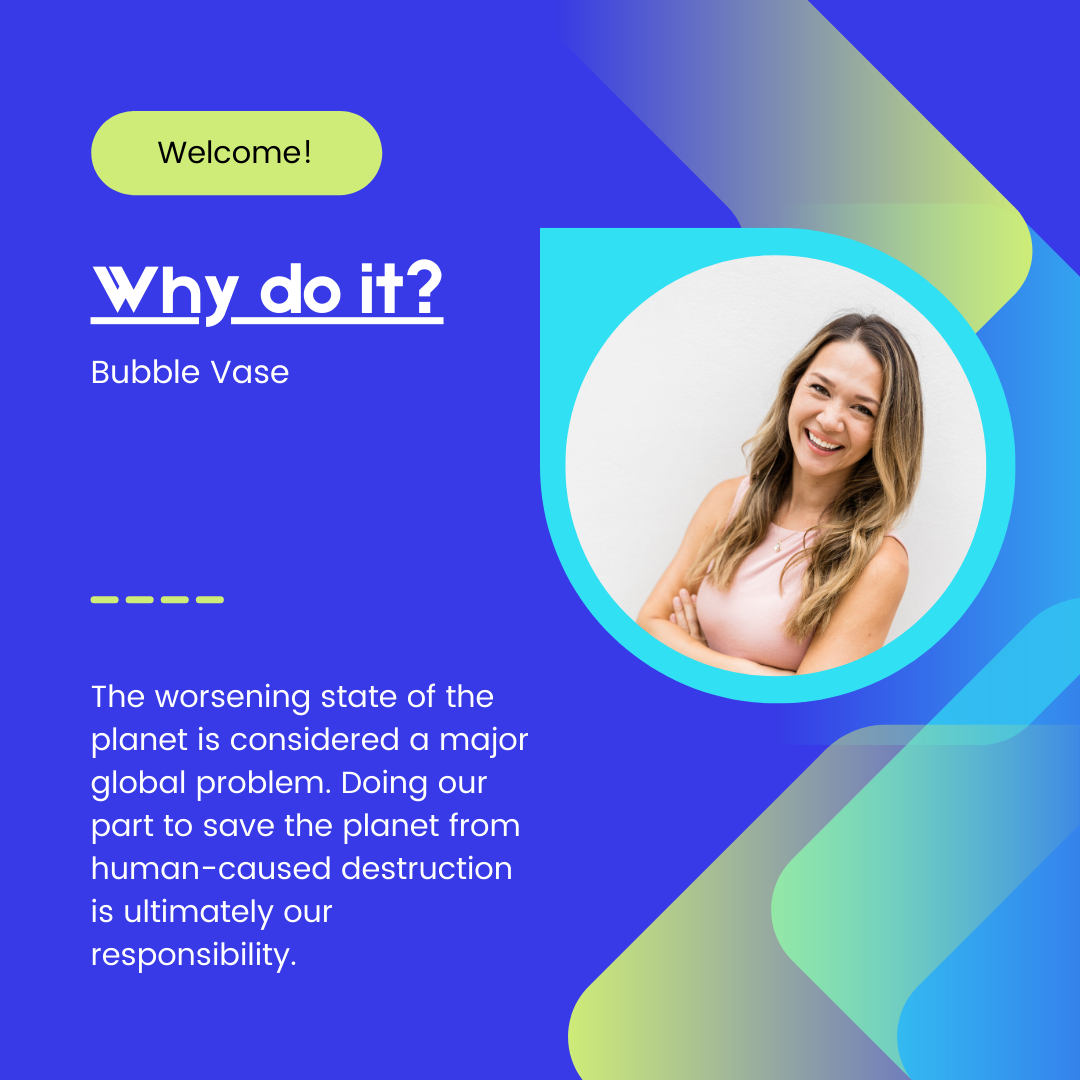 Welcome!
Why do it?
Bubble Vase
The worsening state of the
planet is considered a major
global problem. Doing our
part to save the planet from
human-caused destruction
is ultimately our
responsibility.